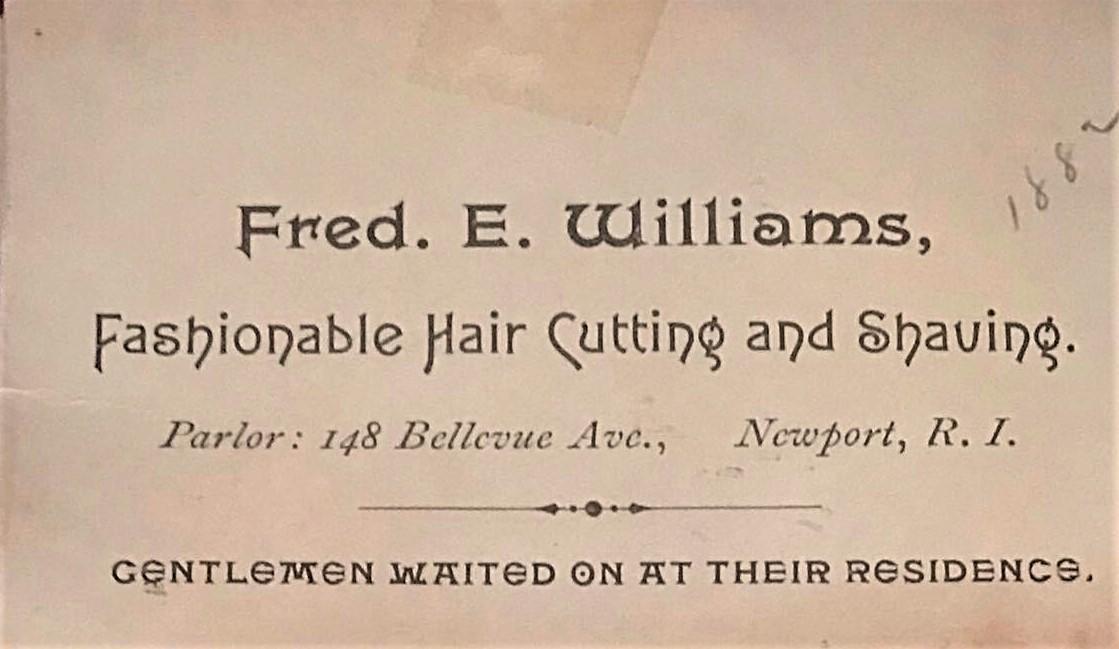 188
Fred. E. Williams,
Fashionable Hair Cutting and Shaving.
Parlor: 148 Bellevue Ave., Newport, R. I.
GENTLEMEN WAITED ON AT THEIR RESIDENCE.